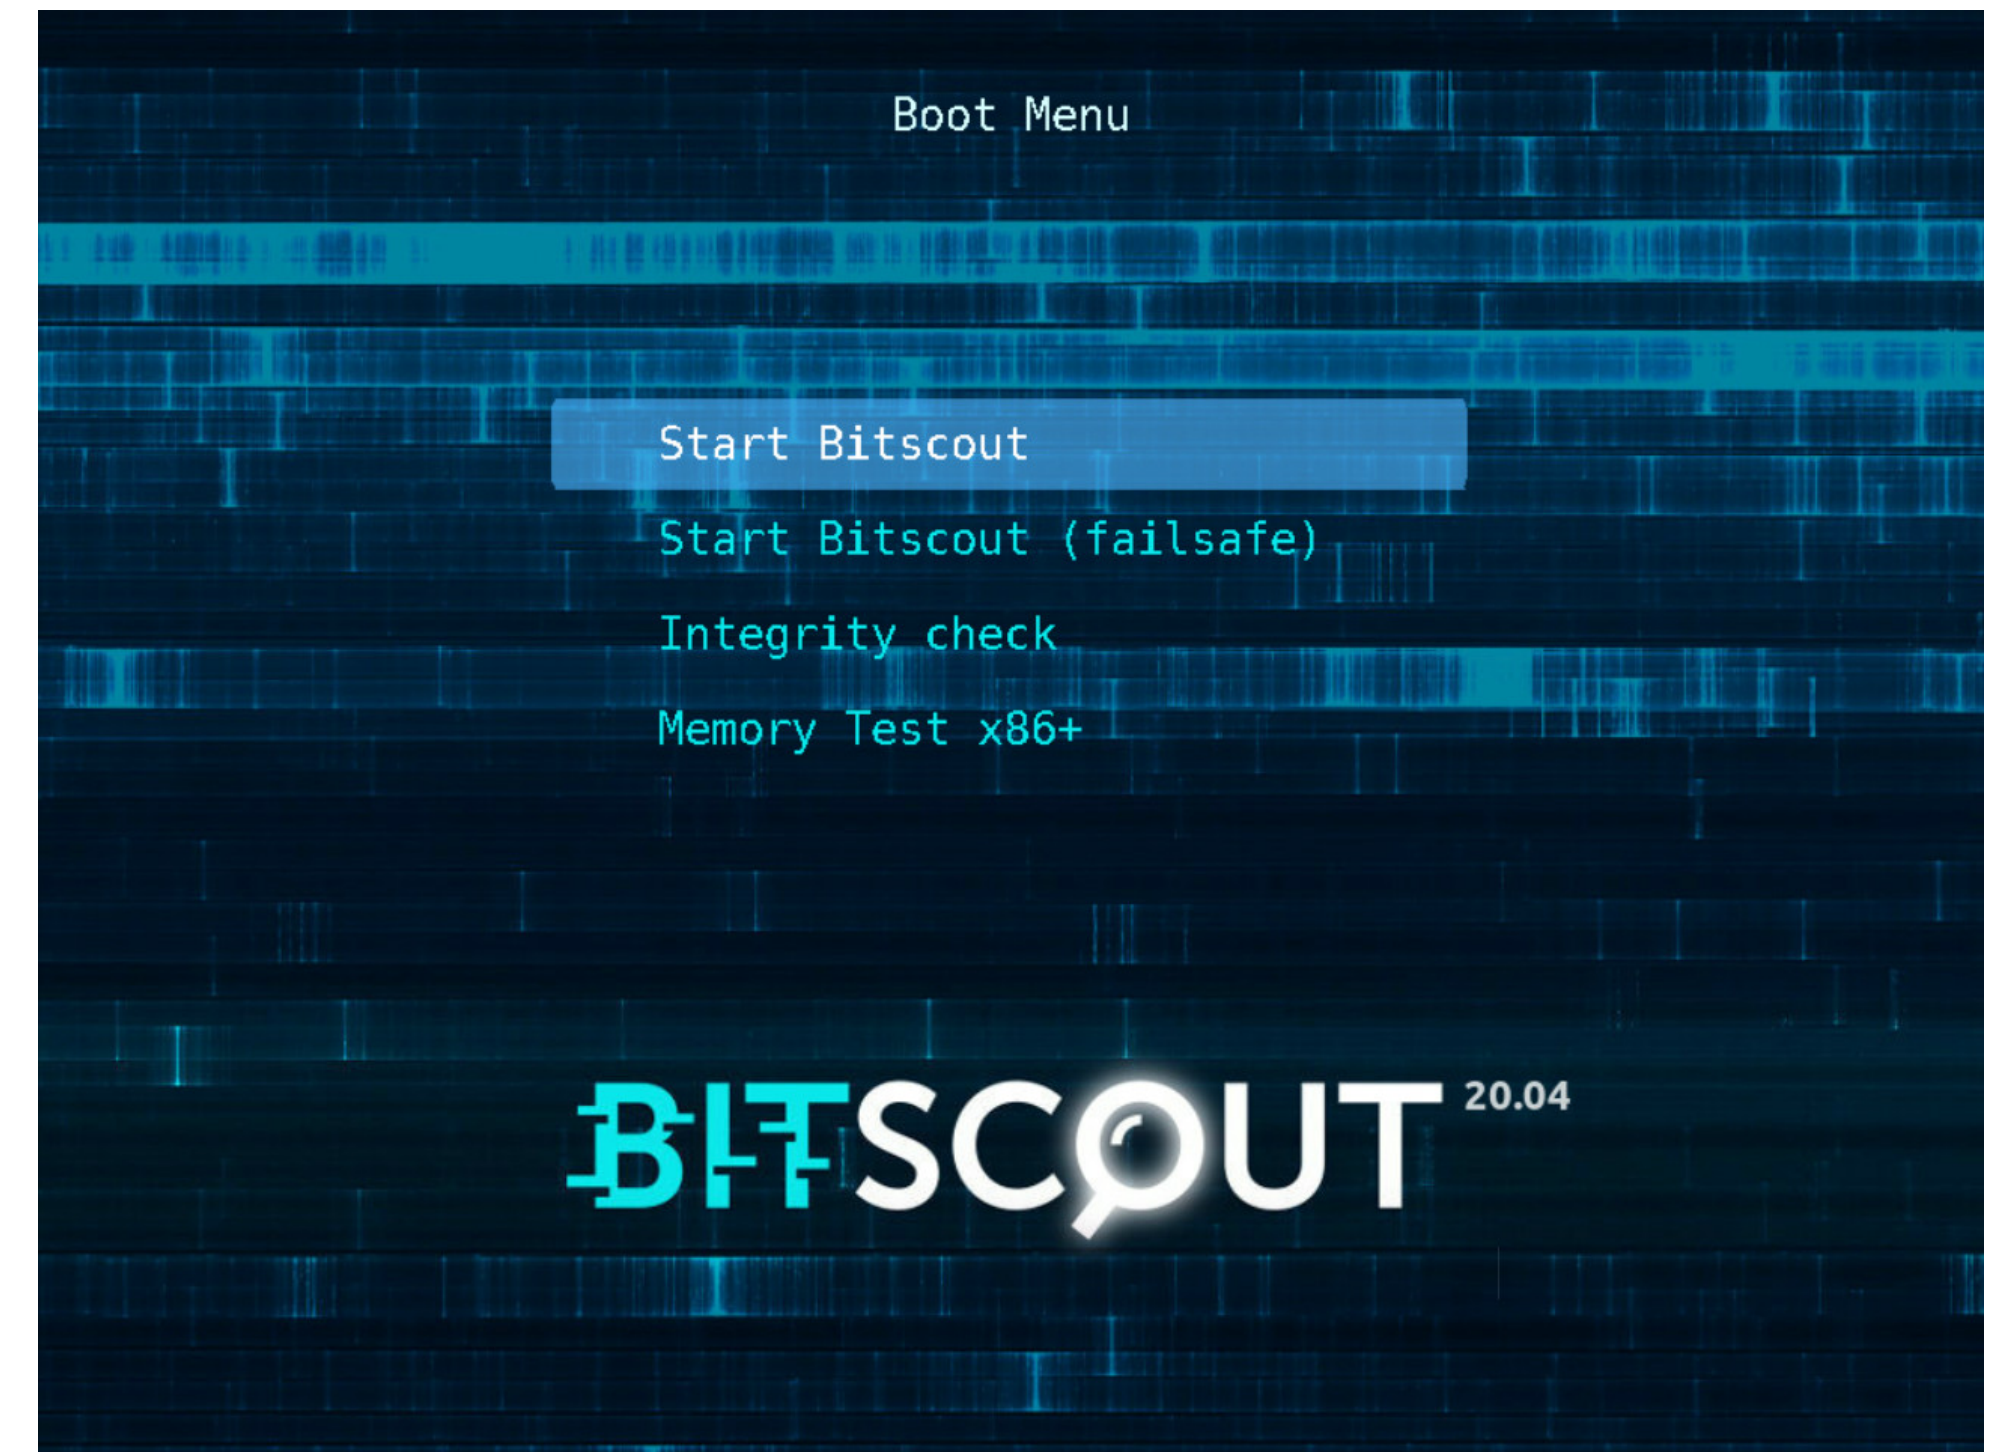 Boot Menu
Start Bitscout
Start Bitscout (failsafe)
Integrity check
Memory Test x86+
BITSCOUT 20.04